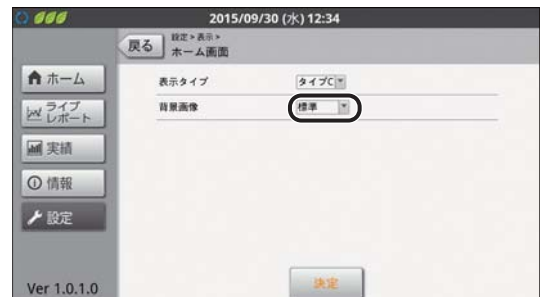 2015/09/30 (水) 12:34
戻る
設定 > 表示 >
ホーム画面
ホーム
ライブ
レポート
実績
情報
設定
表示タイプ タイプC
背景画像 標準
決定
Ver 1.0.1.0